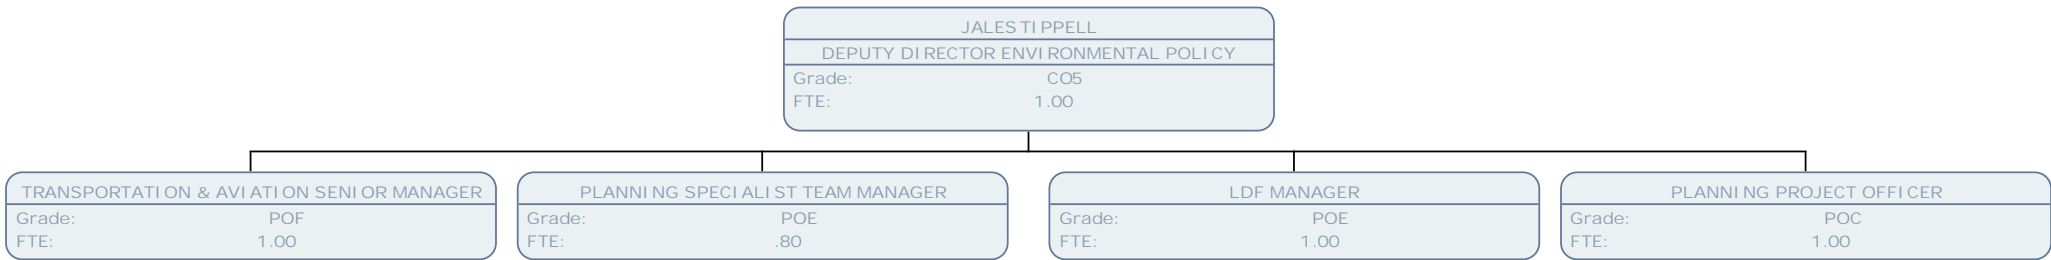 JALES TIPPELL
DEPUTY DIRECTOR ENVIRONMENTAL POLICY
Grade: CO5
FTE: 1.00
TRANSPORTATION & AVIATION SENIOR MANAGER
Grade: POF
FTE: 1.00
PLANNING SPECIALIST TEAM MANAGER
Grade: POE
FTE: .80
LDF MANAGER
Grade: POE
FTE: 1.00
PLANNING PROJECT OFFICER
Grade: POC
FTE: 1.00